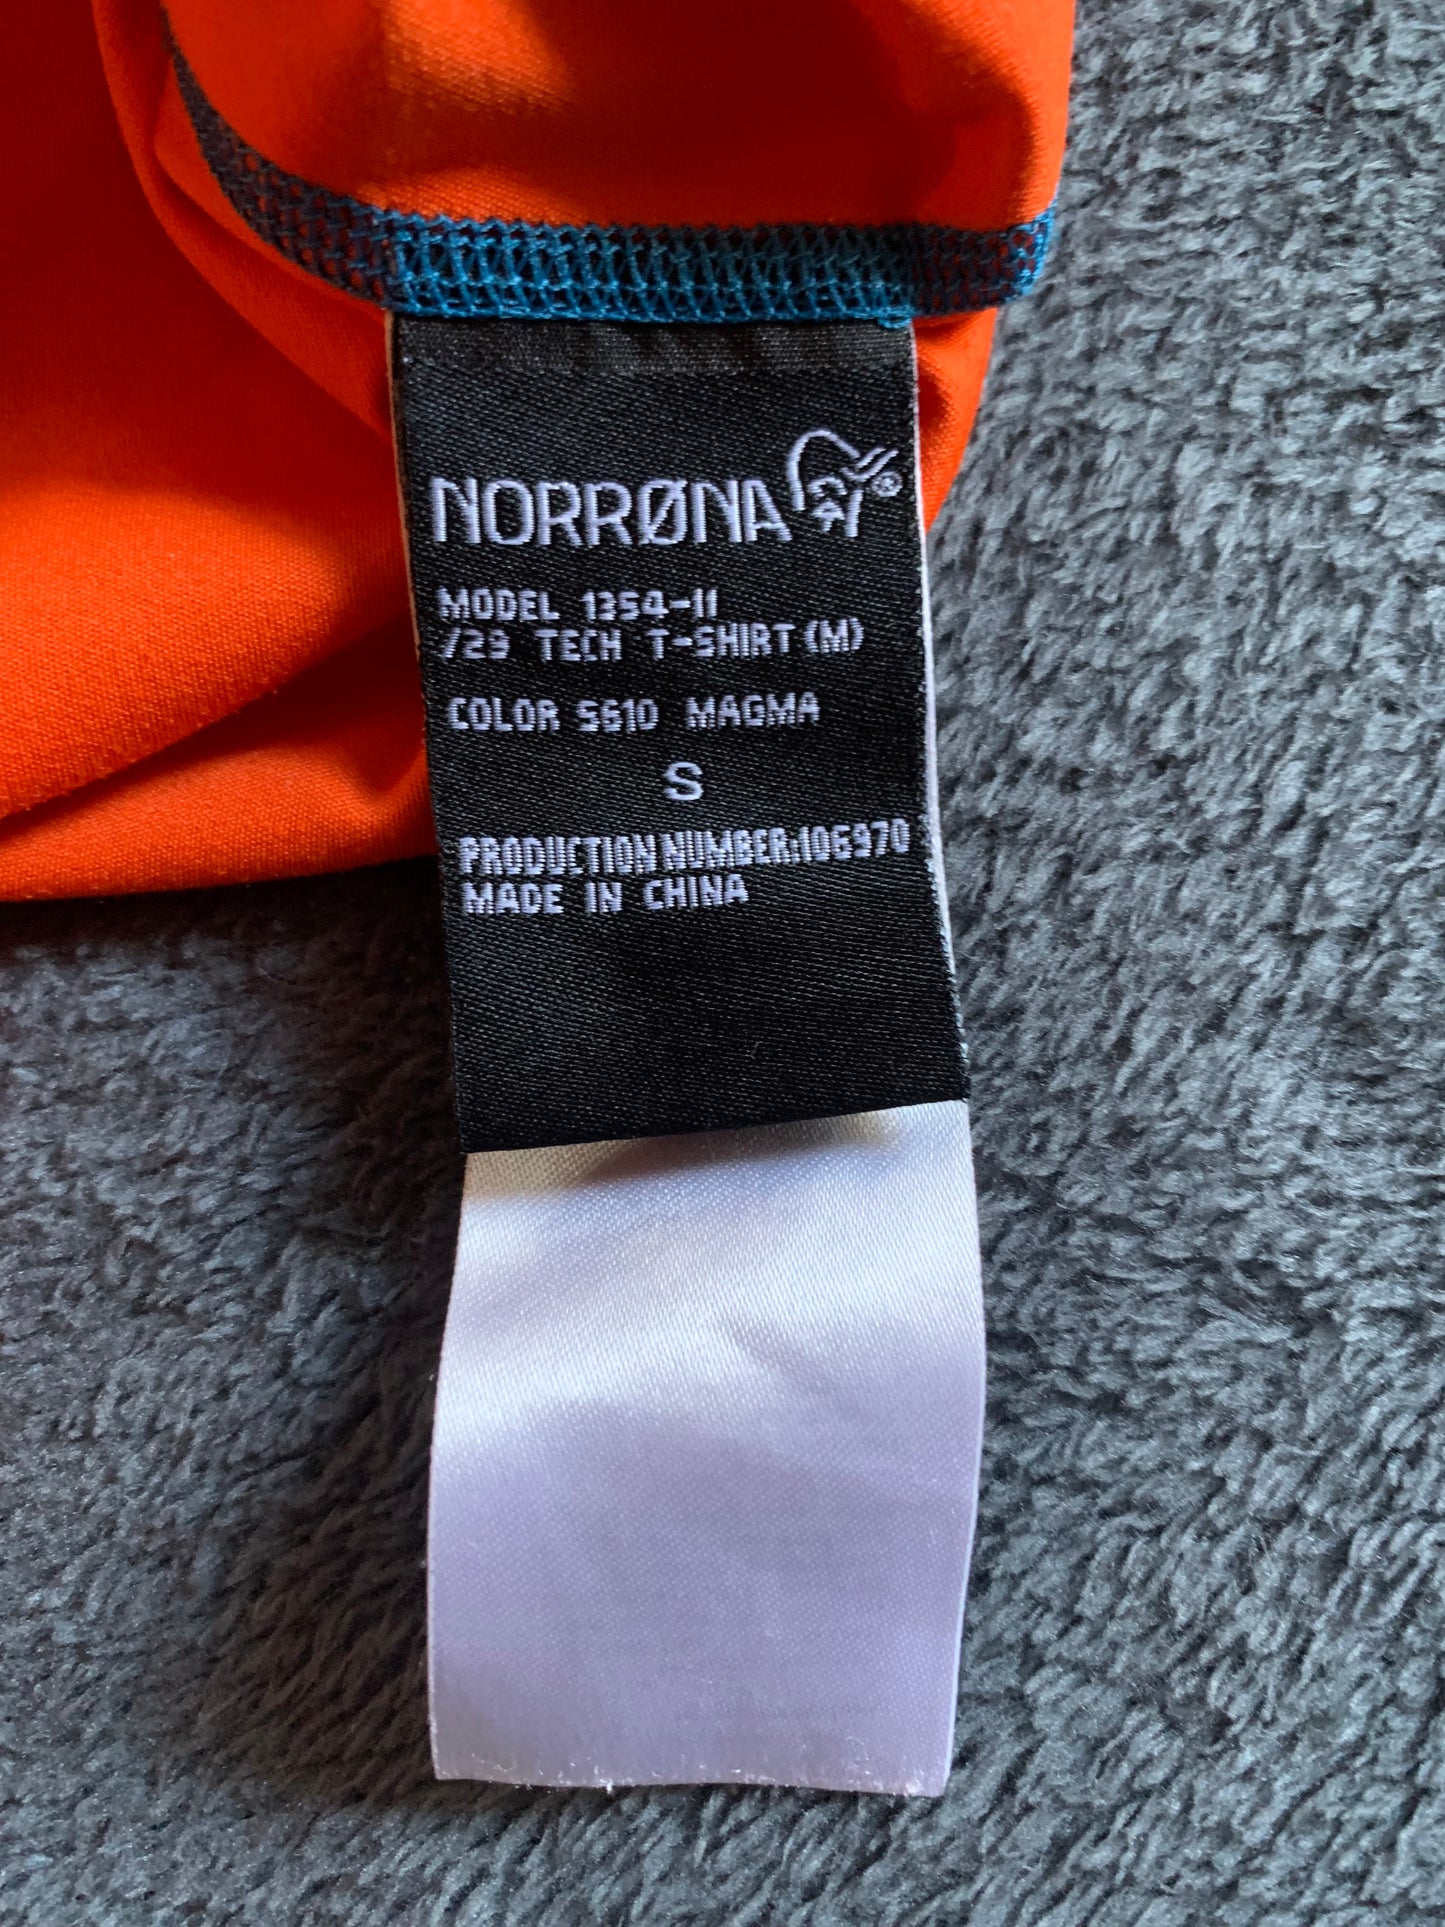 NORRØNA®
MODEL 1354-11
/29 TECH T-SHIRT (M)
COLOR 5610 MAGMA
S
PRODUCTION NUMBER:106970
MADE IN CHINA